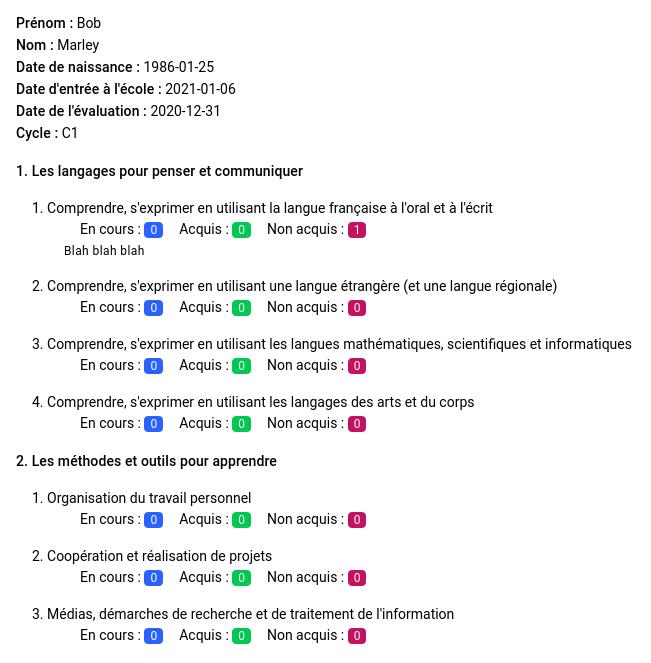 Prénom : Bob
Nom : Marley
Date de naissance : 1986-01-25
Date d'entrée à l'école : 2021-01-06
Date de l'évaluation : 2020-12-31
Cycle : C1
1. Les langages pour penser et communiquer
1. Comprendre, s'exprimer en utilisant la langue française à l'oral et à l'écrit
En cours : 0 Acquis : 0 Non acquis : 1
Blah blah blah
2. Comprendre, s'exprimer en utilisant une langue étrangère (et une langue régionale)
En cours : 0 Acquis : 0 Non acquis : 0
3. Comprendre, s'exprimer en utilisant les langues mathématiques, scientifiques et informatiques
En cours : 0 Acquis : 0 Non acquis : 0
4. Comprendre, s'exprimer en utilisant les langages des arts et du corps
En cours : 0 Acquis : 0 Non acquis : 0
2. Les méthodes et outils pour apprendre
1. Organisation du travail personnel
En cours : 0 Acquis : 0 Non acquis : 0
2. Coopération et réalisation de projets
En cours : 0 Acquis : 0 Non acquis : 0
3. Médias, démarches de recherche et de traitement de l'information
En cours : 0 Acquis : 0 Non acquis : 0